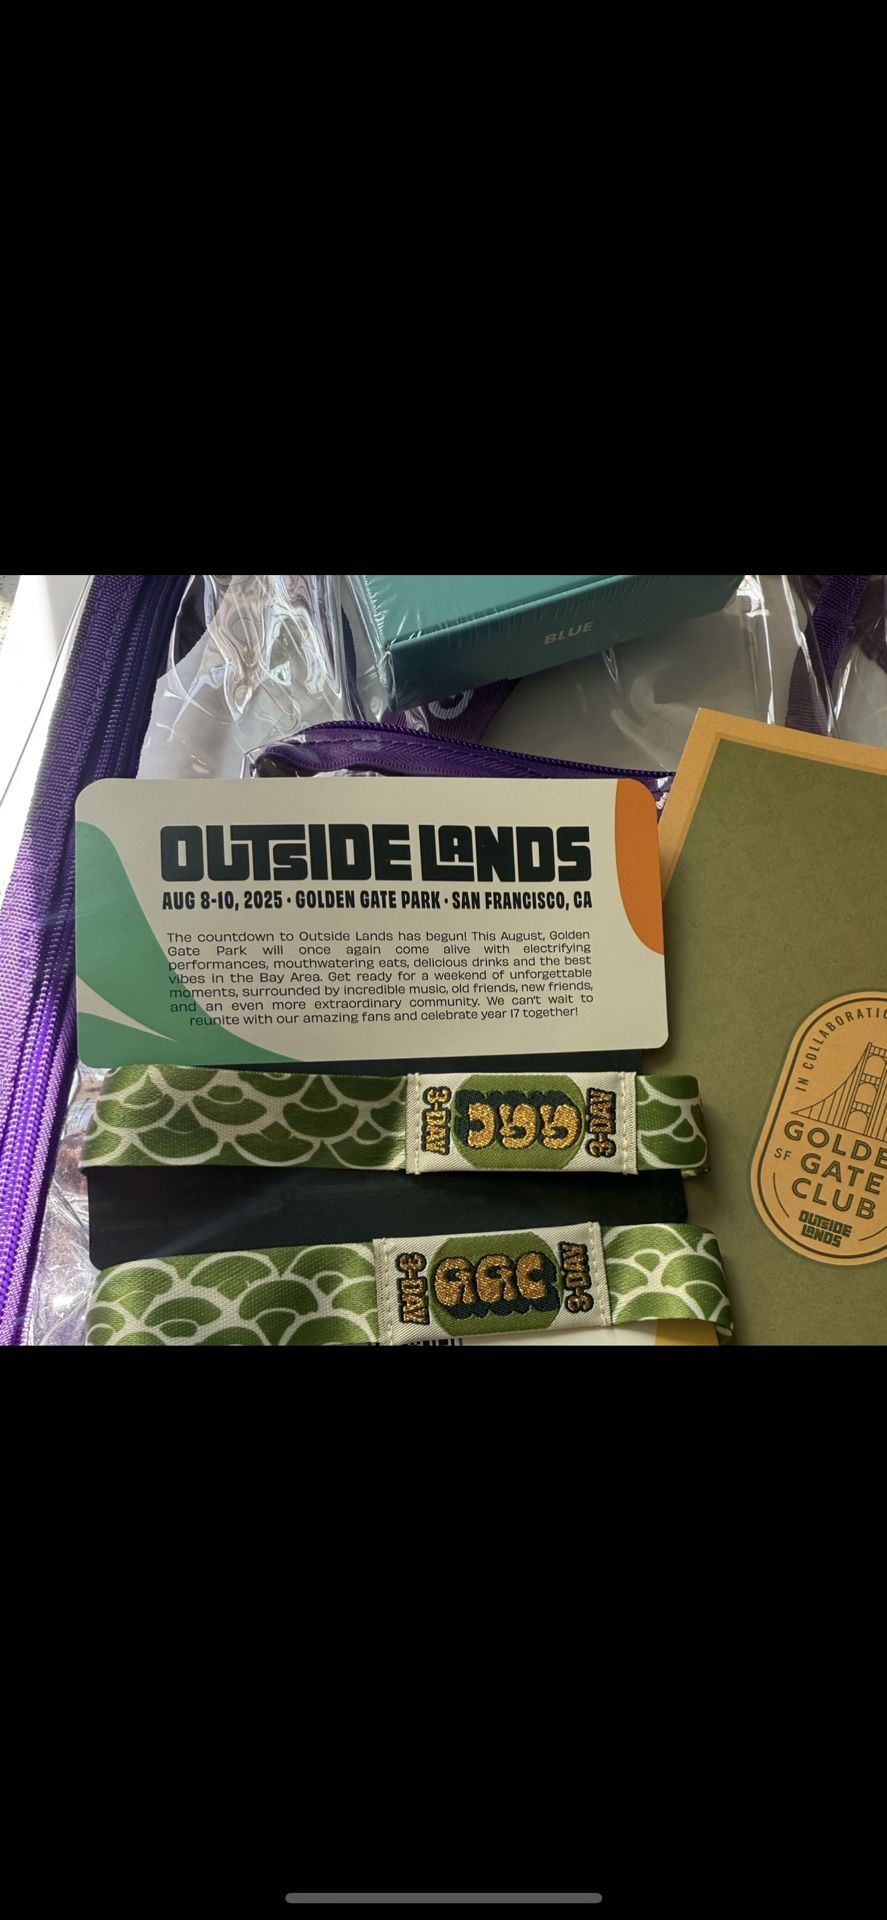 BLUE
OUTSIDE LANDS
AUG 8-10, 2025 · GOLDEN GATE PARK · SAN FRANCISCO, CA
The countdown to Outside Lands has begun! This August, Golden
Gate Park will once again come alive with electrifying
performances, mouthwatering eats, delicious drinks and the best
vibes in the Bay Area. Get ready for a weekend of unforgettable
moments, surrounded by incredible music, old friends, new friends,
and an even more extraordinary community. We can't wait to
reunite with our amazing fans and celebrate year 17 together!
3-DAY
GGC
3-DAY
3-DAY
GGC
3-DAY
IN COLLABORATIO
GOLDE
SF GATE
CLUB
OUTSIDE
LANDS